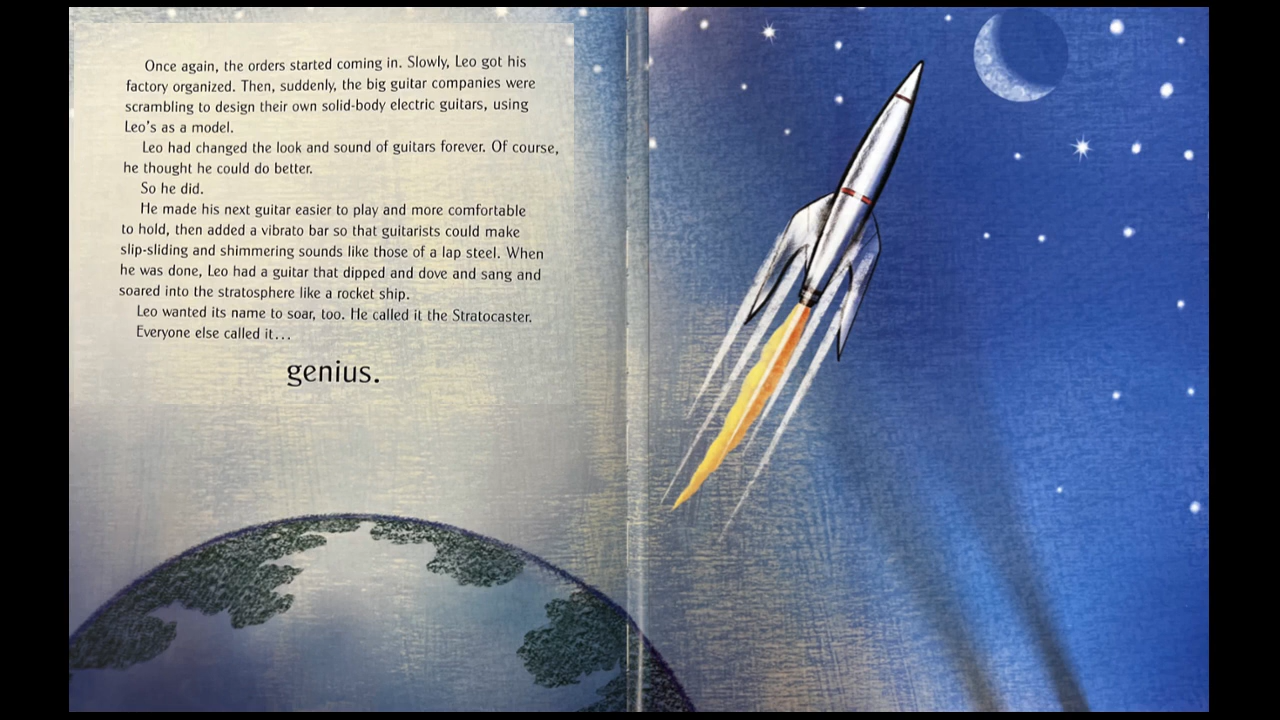 Once again, the orders started coming in. Slowly, Leo got his
factory organized. Then, suddenly, the big guitar companies were
scrambling to design their own solid-body electric guitars, using
Leo's as a model.
Leo had changed the look and sound of guitars forever. Of course,
he thought he could do better.
So he did.
He made his next guitar easier to play and more comfortable
to hold, then added a vibrato bar so that guitarists could make
slip-sliding and shimmering sounds like those of a lap steel. When
he was done, Leo had a guitar that dipped and dove and sang and
soared into the stratosphere like a rocket ship.
Leo wanted its name to soar, too. He called it the Stratocaster.
Everyone else called it...
genius.